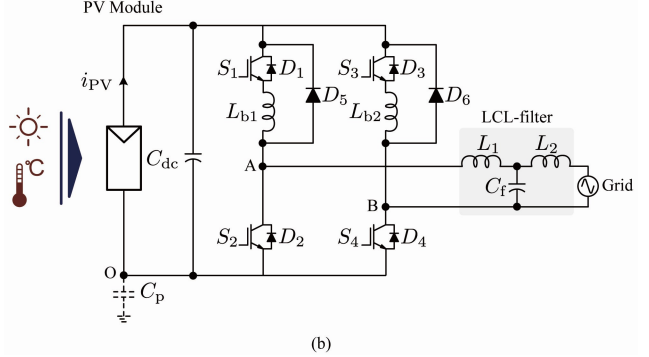 PV Module
i_PV
°C
C_dc
S_1
D_1
D_5
L_b1
S_3
D_3
D_6
L_b2
LCL-filter
L_1
L_2
C_f
Grid
A
B
S_2
D_2
S_4
D_4
O
C_p
(b)